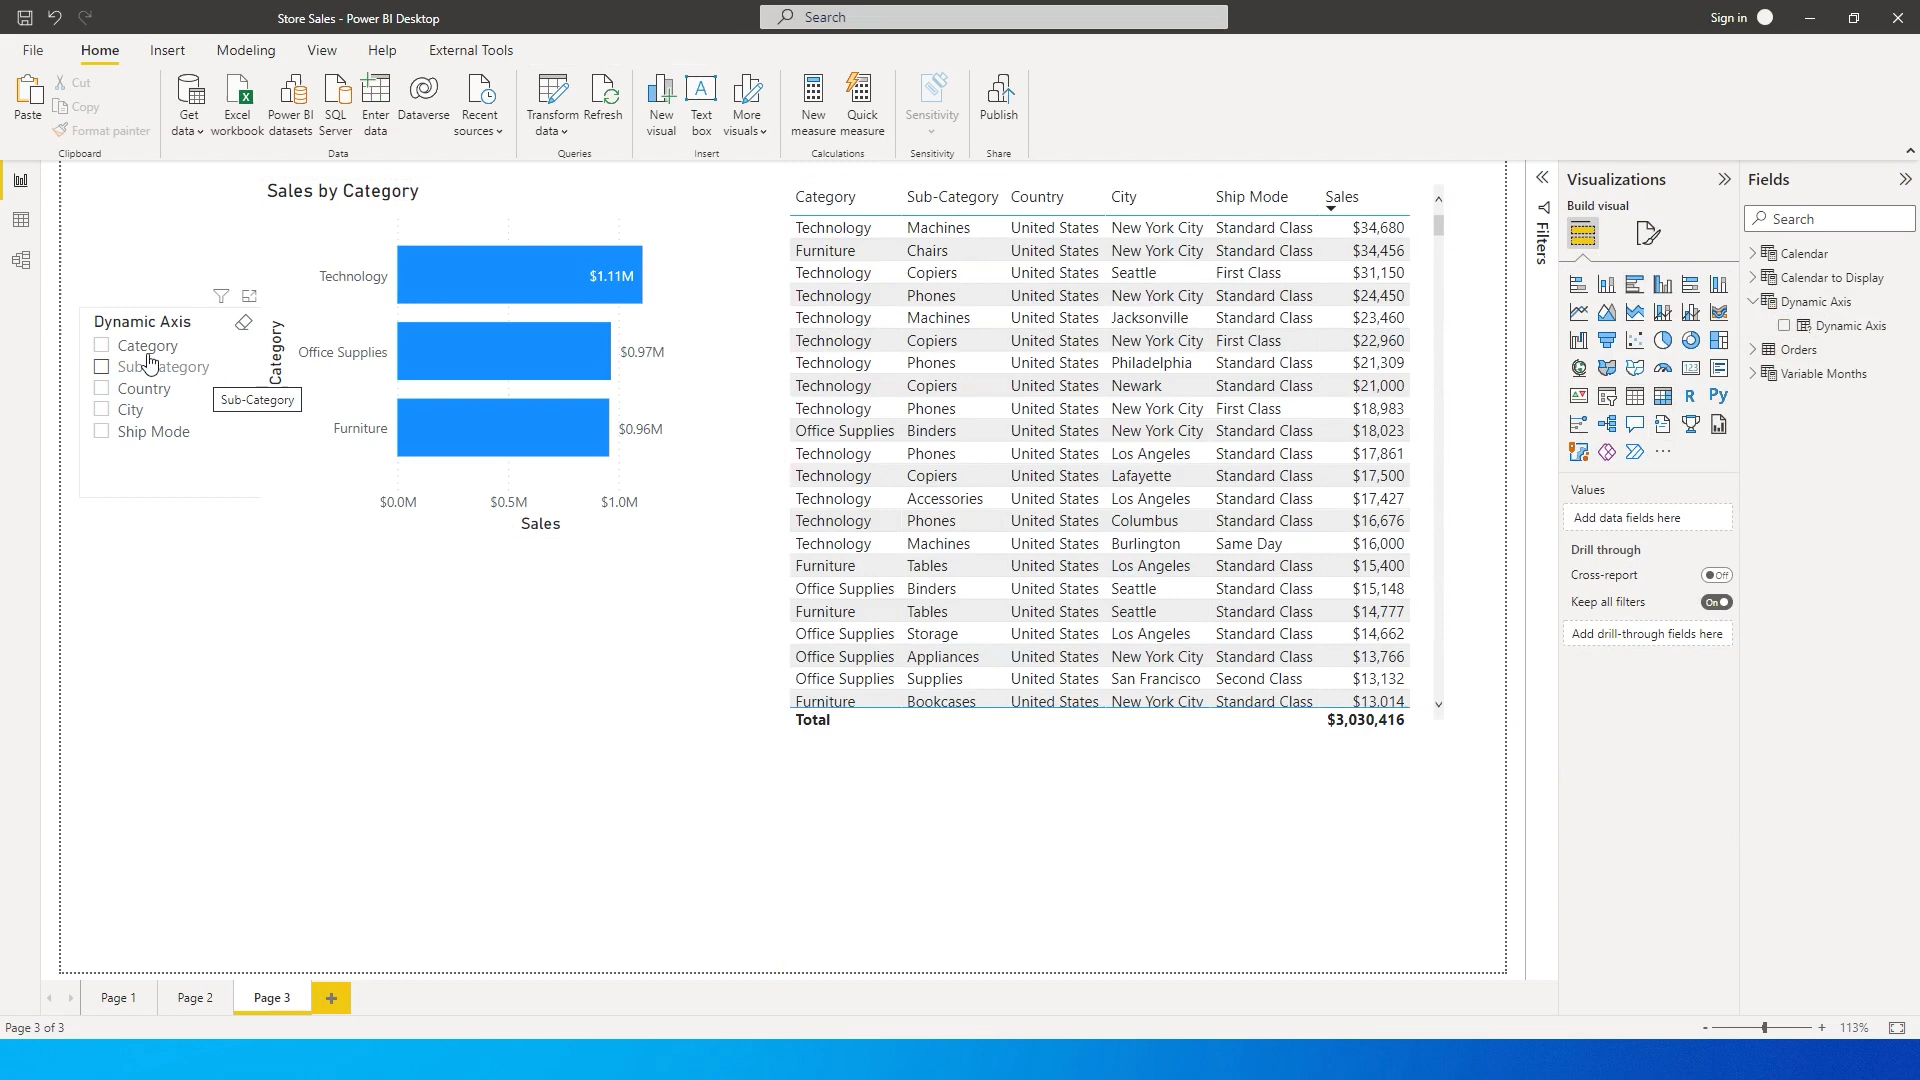 Store Sales - Power BI Desktop
Search
Sign in
File Home Insert Modeling View Help External Tools
Paste
Cut
Copy
Format painter
Clipboard
Get data
Excel workbook
Power BI datasets
SQL Server
Enter data
Dataverse
Recent sources
Data
Transform data
Refresh
Queries
New visual
Text box
More visuals
Insert
New measure
Quick measure
Calculations
Sensitivity
Sensitivity
Publish
Share
Dynamic Axis
Category
Sub-Category
Country
City
Ship Mode
Sub-Category
Sales by Category
Category
Technology $1.11M
Office Supplies $0.97M
Furniture $0.96M
$0.0M $0.5M $1.0M
Sales
Category Sub-Category Country City Ship Mode Sales
Technology Machines United States New York City Standard Class $34,680
Furniture Chairs United States New York City Standard Class $34,456
Technology Copiers United States Seattle First Class $31,150
Technology Phones United States New York City Standard Class $24,450
Technology Machines United States Jacksonville Standard Class $23,460
Technology Copiers United States New York City First Class $22,960
Technology Phones United States Philadelphia Standard Class $21,309
Technology Copiers United States Newark Standard Class $21,000
Technology Phones United States New York City First Class $18,983
Office Supplies Binders United States New York City Standard Class $18,023
Technology Phones United States Los Angeles Standard Class $17,861
Technology Copiers United States Lafayette Standard Class $17,500
Technology Accessories United States Los Angeles Standard Class $17,427
Technology Phones United States Columbus Standard Class $16,676
Technology Machines United States Burlington Same Day $16,000
Furniture Tables United States Los Angeles Standard Class $15,400
Office Supplies Binders United States Seattle Standard Class $15,148
Furniture Tables United States Seattle Standard Class $14,777
Office Supplies Storage United States Los Angeles Standard Class $14,662
Office Supplies Appliances United States New York City Standard Class $13,766
Office Supplies Supplies United States San Francisco Second Class $13,132
Furniture Bookcases United States New York City Standard Class $13,014
Total $3,030,416
Filters
Visualizations
Build visual
R Py
123
Values
Add data fields here
Drill through
Cross-report Off
Keep all filters On
Add drill-through fields here
Fields
Search
Calendar
Calendar to Display
Dynamic Axis
Dynamic Axis
Orders
Variable Months
Page 1 Page 2 Page 3 +
Page 3 of 3
- + 113%